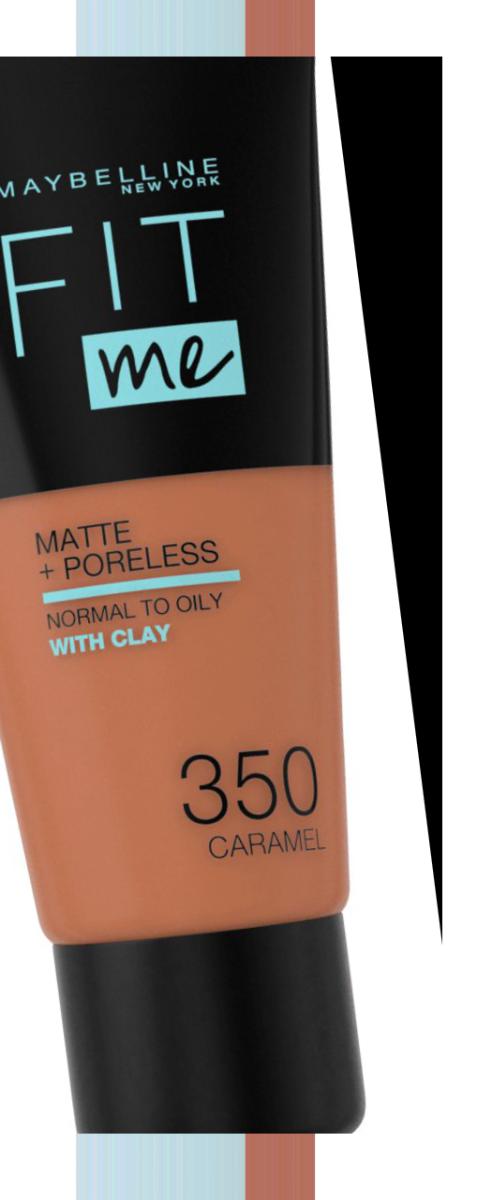 MAYBELLINE
NEW YORK
FIT
me
MATTE
+ PORELESS
NORMAL TO OILY
WITH CLAY
350
CARAMEL